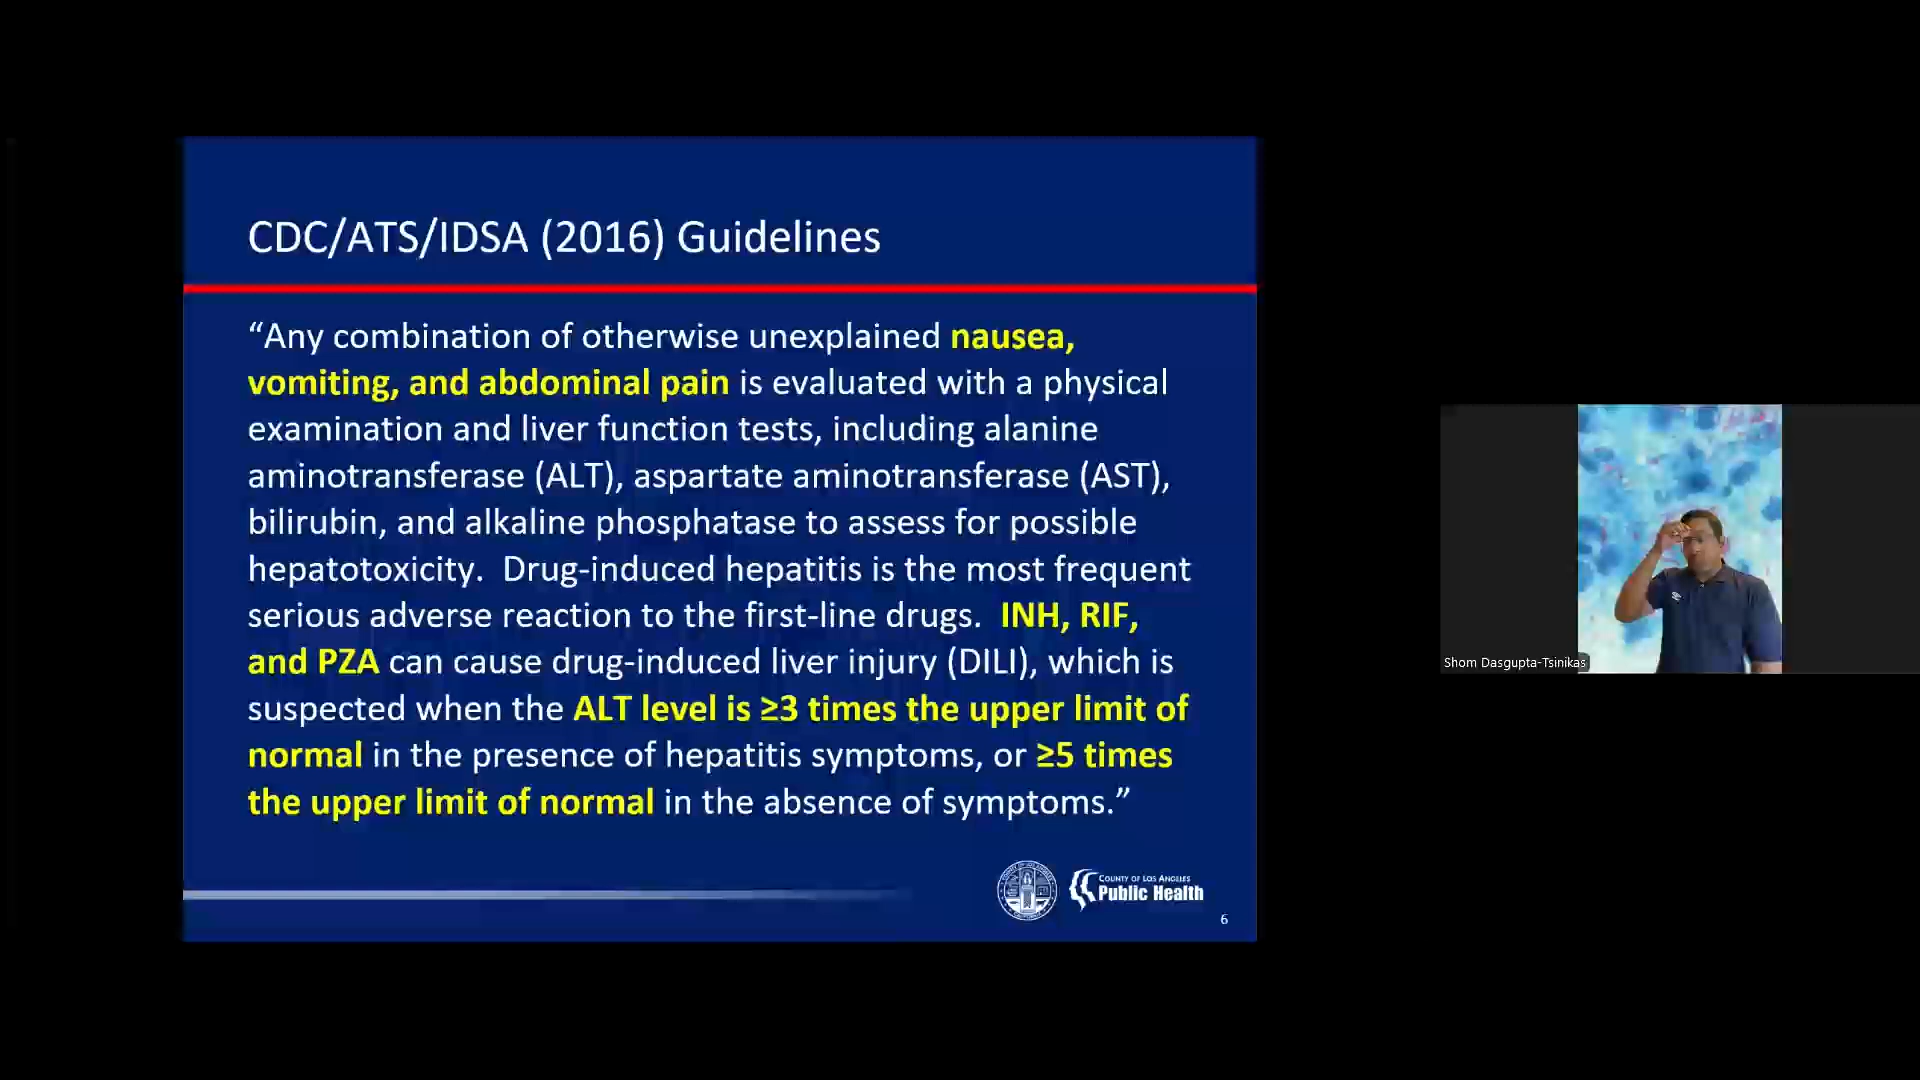 CDC/ATS/IDSA (2016) Guidelines
“Any combination of otherwise unexplained nausea,
vomiting, and abdominal pain is evaluated with a physical
examination and liver function tests, including alanine
aminotransferase (ALT), aspartate aminotransferase (AST),
bilirubin, and alkaline phosphatase to assess for possible
hepatotoxicity.  Drug-induced hepatitis is the most frequent
serious adverse reaction to the first-line drugs.  INH, RIF,
and PZA can cause drug-induced liver injury (DILI), which is
suspected when the ALT level is ≥3 times the upper limit of
normal in the presence of hepatitis symptoms, or ≥5 times
the upper limit of normal in the absence of symptoms.”
County of Los Angeles
Public Health
6
Shom Dasgupta-Tsinikas